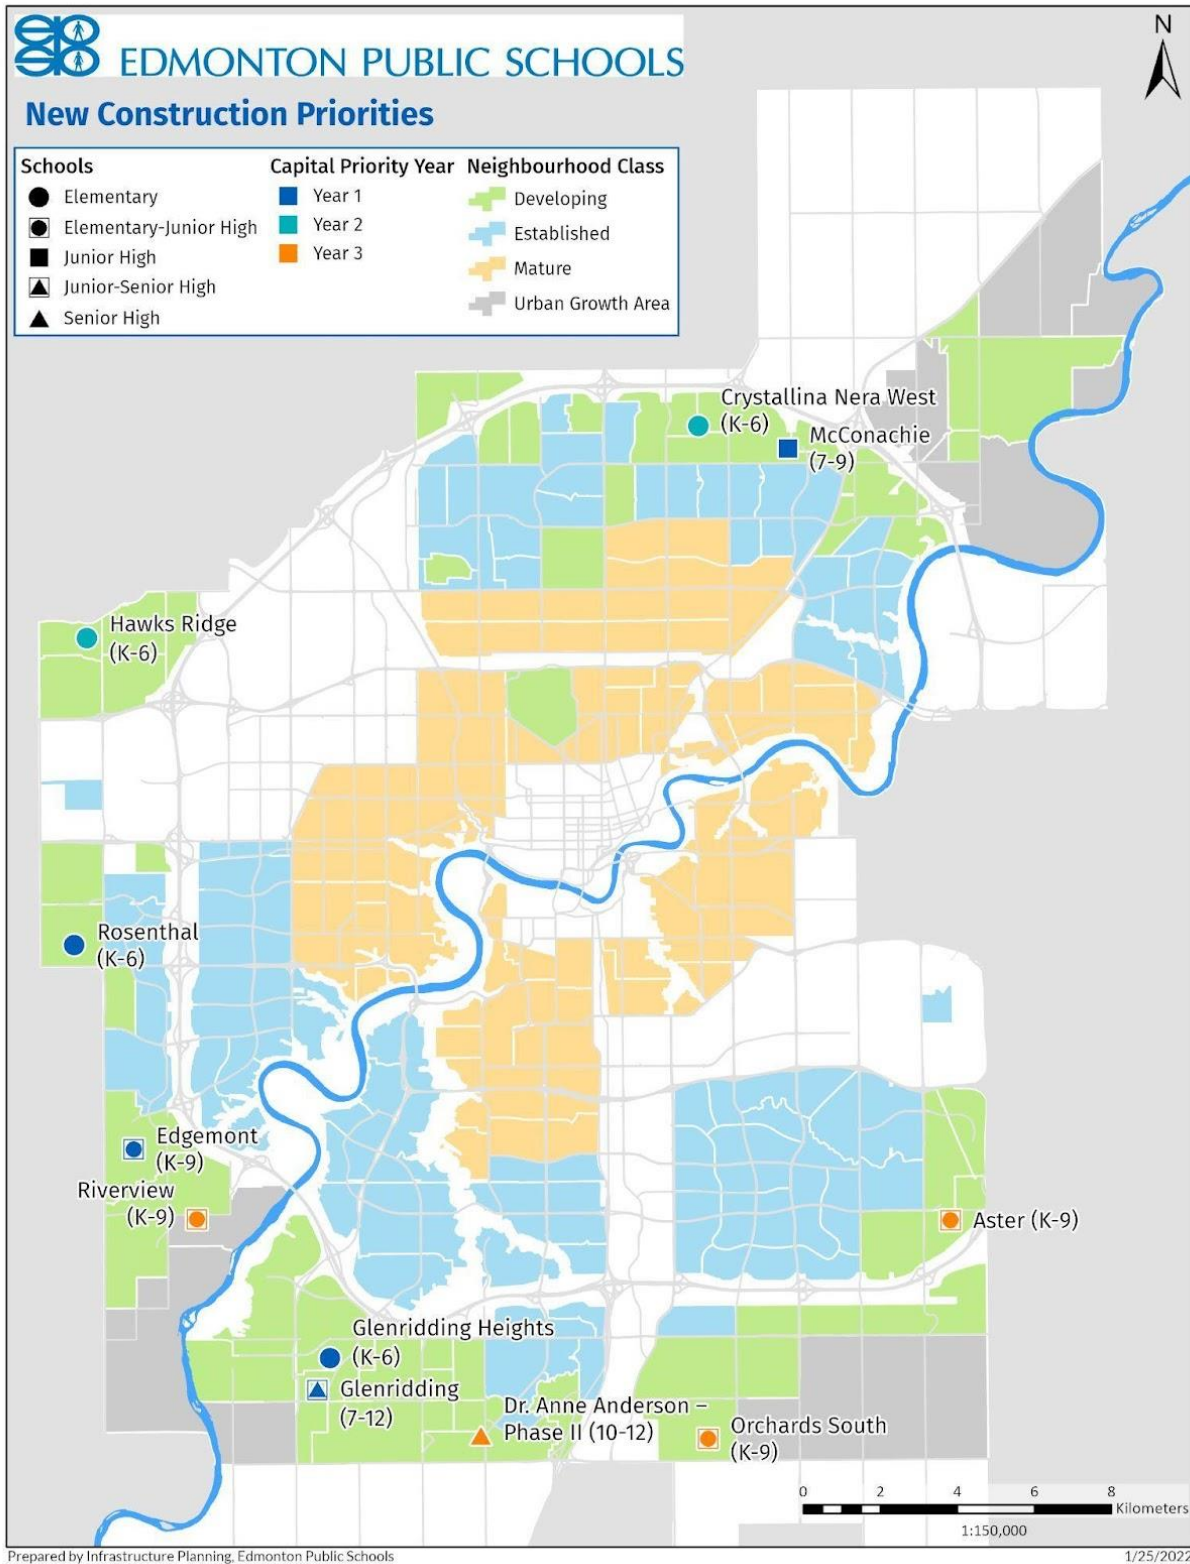 EDMONTON PUBLIC SCHOOLS
New Construction Priorities
N
Schools
Elementary
Elementary-Junior High
Junior High
Junior-Senior High
Senior High
Capital Priority Year
Year 1
Year 2
Year 3
Neighbourhood Class
Developing
Established
Mature
Urban Growth Area
Crystallina Nera West
(K-6)
McConachie
(7-9)
Hawks Ridge
(K-6)
Rosenthal
(K-6)
Edgemont
(K-9)
Riverview
(K-9)
Aster (K-9)
Glenridding Heights
(K-6)
Glenridding
(7-12)
Dr. Anne Anderson –
Phase II (10-12)
Orchards South
(K-9)
0 2 4 6 8
Kilometers
1:150,000
Prepared by Infrastructure Planning, Edmonton Public Schools
1/25/2022